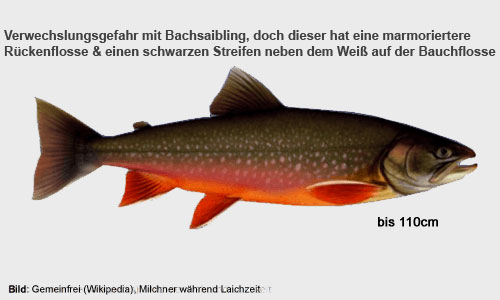 Verwechslungsgefahr mit Bachsaibling, doch dieser hat eine marmoriertere
Rückenflosse & einen schwarzen Streifen neben dem Weiß auf der Bauchflosse
bis 110cm
Bild: Gemeinfrei (Wikipedia), Milchner während Laichzeit